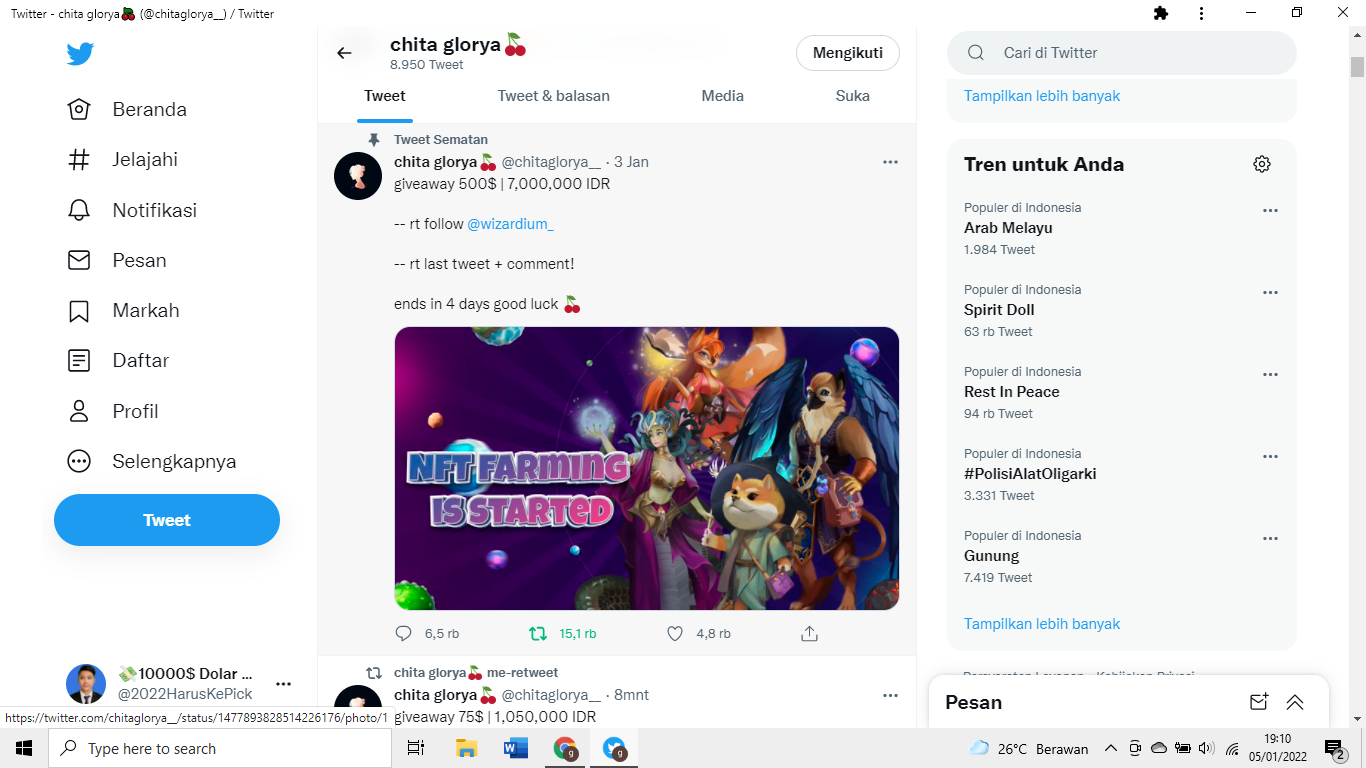 Twitter - chita glorya🍒 (@chitaglorya__) / Twitter
Beranda
Jelajahi
Notifikasi
Pesan
Markah
Daftar
Profil
Selengkapnya
Tweet
💸10000$ Dolar ...
@2022HarusKePick
https://twitter.com/chitaglorya__/status/1477893828514226176/photo/1
chita glorya🍒
8.950 Tweet
Mengikuti
Tweet
Tweet & balasan
Media
Suka
Tweet Sematan
chita glorya🍒 @chitaglorya__ · 3 Jan
giveaway 500$ | 7,000,000 IDR
-- rt follow @wizardium_
-- rt last tweet + comment!
ends in 4 days good luck 🍒
NFT FARMING
IS STARTED
6,5 rb
15,1 rb
4,8 rb
chita glorya🍒 me-retweet
chita glorya🍒 @chitaglorya__ · 8mnt
giveaway 75$ | 1,050,000 IDR
Cari di Twitter
Tampilkan lebih banyak
Tren untuk Anda
Populer di Indonesia
Arab Melayu
1.984 Tweet
Populer di Indonesia
Spirit Doll
63 rb Tweet
Populer di Indonesia
Rest In Peace
94 rb Tweet
Populer di Indonesia
#PolisiAlatOligarki
3.331 Tweet
Populer di Indonesia
Gunung
7.419 Tweet
Tampilkan lebih banyak
Persyaratan Layanan Kebijakan Privasi
Pesan
Type here to search
26°C Berawan
19:10
05/01/2022
2